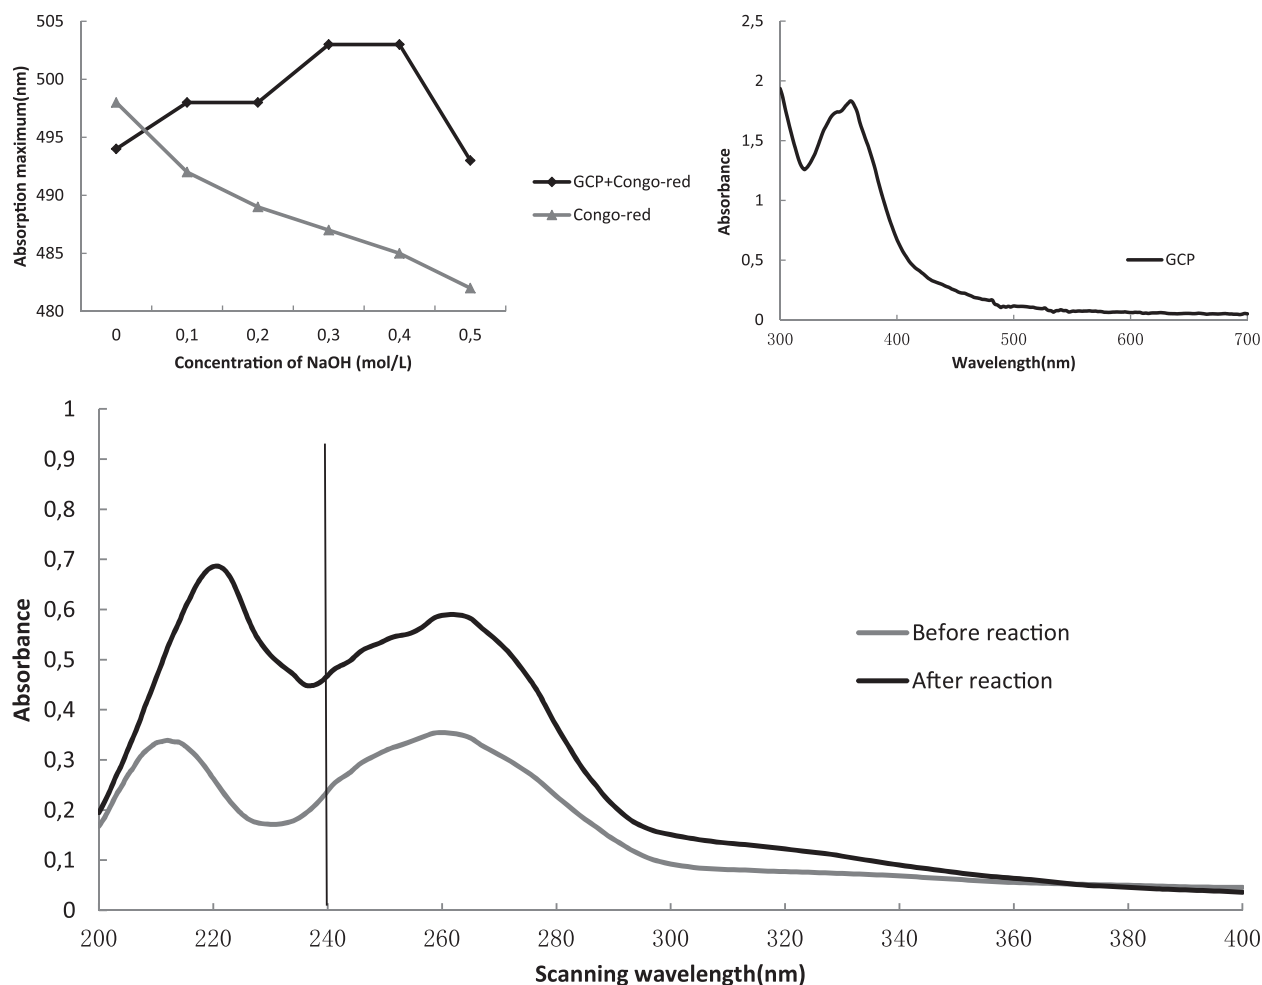 505
500
495
490
485
480
Absorption maximum(nm)
0 0,1 0,2 0,3 0,4 0,5
Concentration of NaOH (mol/L)
GCP+Congo-red
Congo-red
2,5
2
1,5
1
0,5
0
Absorbance
300 400 500 600 700
Wavelength(nm)
GCP
1
0,9
0,8
0,7
0,6
0,5
0,4
0,3
0,2
0,1
0
Absorbance
200 220 240 260 280 300 320 340 360 380 400
Scanning wavelength(nm)
Before reaction
After reaction